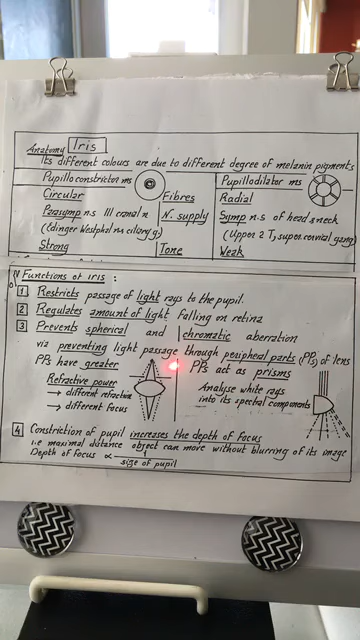 Anatomy Iris
Its different colours are due to different degree of melanin pigments
Pupilloconstrictor ms Pupillodilator ms
Circular Fibres Radial
Parasymp n.s III cranial n N. supply Symp n.s of head & neck
(Edinger Westphal nu ciliary g) (Upper 2 T, super. cervical gang)
Strong Tone Weak
Functions of iris :
1 Restricts passage of light rays to the pupil.
2 Regulates amount of light falling on retina
3 Prevents spherical and chromatic aberration
via preventing light passage through peripheral parts (PPs) of lens
PPs have greater PPs act as prisms
Refractive power Analyse white rays
→ different refractive into its spectral components
→ different focus
4 Constriction of pupil increases the depth of focus
i.e maximal distance object can move without blurring of its image
Depth of focus ∝ 1
size of pupil